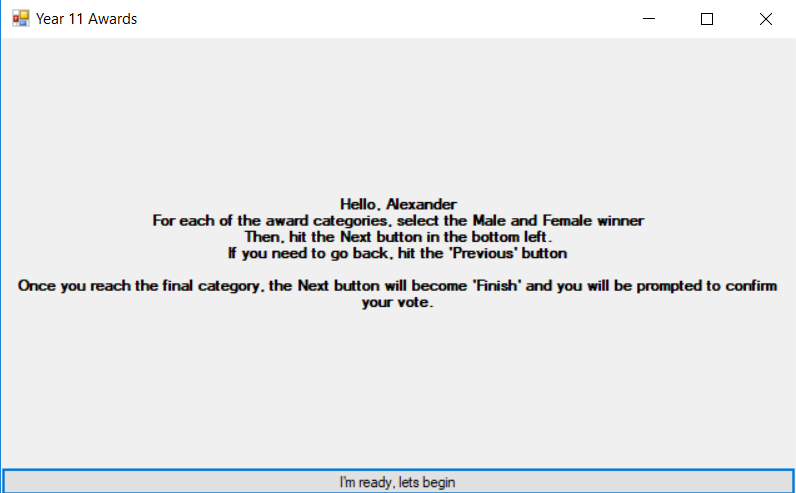 Year 11 Awards
Hello, Alexander
For each of the award categories, select the Male and Female winner
Then, hit the Next button in the bottom left.
If you need to go back, hit the 'Previous' button
Once you reach the final category, the Next button will become 'Finish' and you will be prompted to confirm
your vote.
I'm ready, lets begin